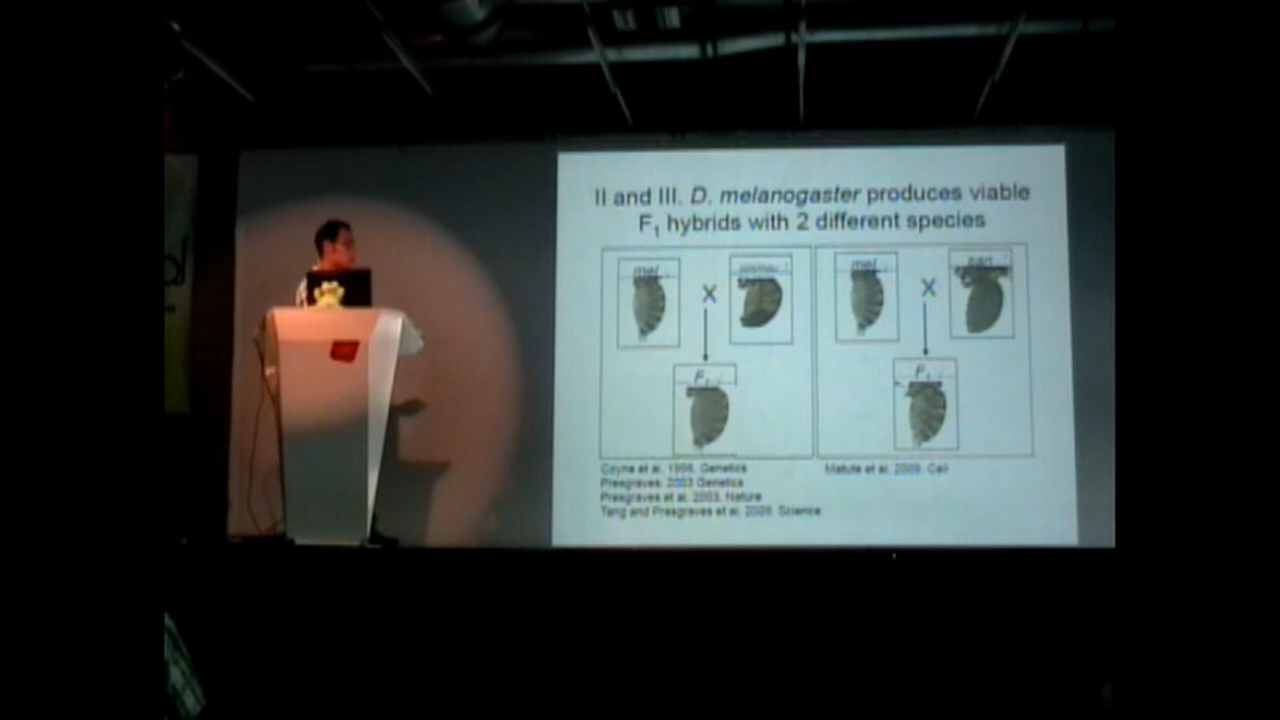 II and III. D. melanogaster produces viable
F1 hybrids with 2 different species
mel
mel
san
X
X
F1
F1
Coyne et al. 1998. Genetics
Presgraves. 2003 Genetics
Presgraves et al. 2003. Nature
Tang and Presgraves et al. 2009. Science
Matute et al. 2009. Cell